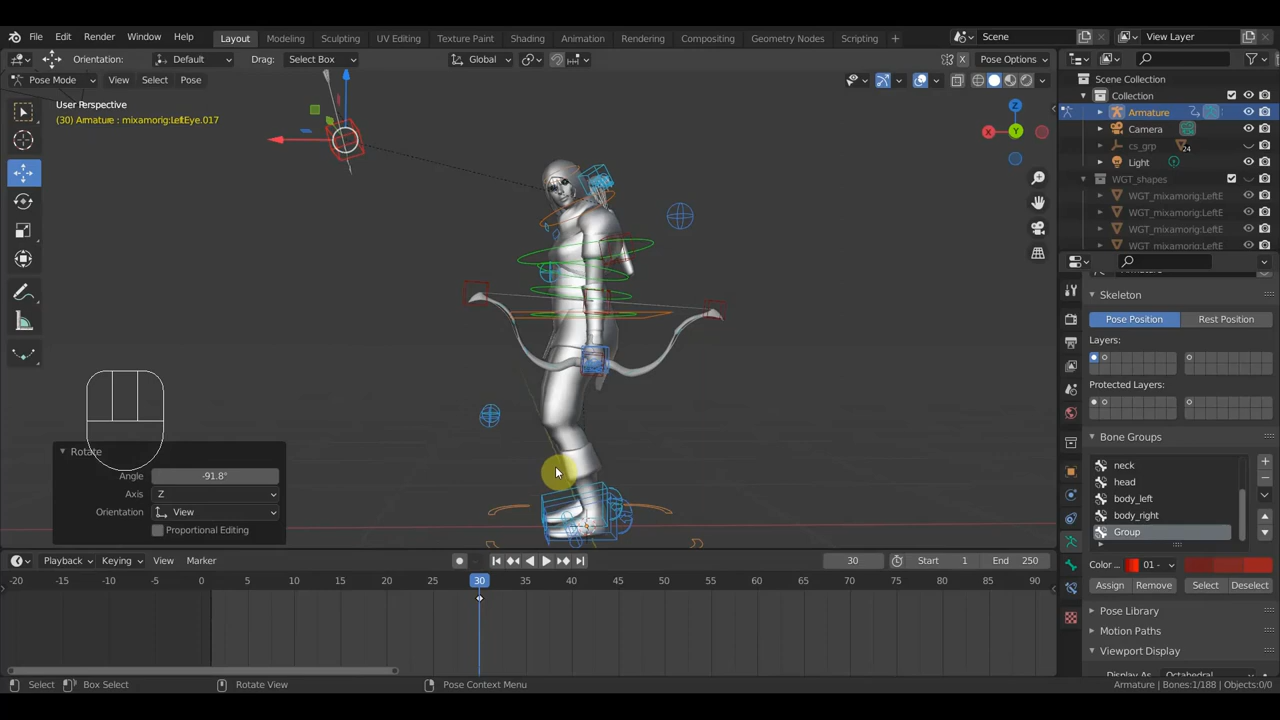 File Edit Render Window Help Layout Modeling Sculpting UV Editing Texture Paint Shading Animation Rendering Compositing Geometry Nodes Scripting + Scene View Layer
Orientation: Default Drag: Select Box Global X Pose Options
Pose Mode View Select Pose
User Perspective
(30) Armature : mixamorig:LeftEye.017
Z
X
Y
Scene Collection
Collection
Armature
Camera
cs_grp
24
Light
WGT_shapes
WGT_mixamorig:LeftE
WGT_mixamorig:LeftE
WGT_mixamorig:LeftE
WGT_mixamorig:LeftE
Armature
Skeleton
Pose Position Rest Position
Layers:
Protected Layers:
Bone Groups
neck
head
body_left
body_right
Group
Color... 01 -
Assign Remove Select Deselect
Pose Library
Motion Paths
Viewport Display
Display As Octahedral
Rotate
Angle -91.8°
Axis Z
Orientation View
Proportional Editing
Playback Keying View Marker 30 Start 1 End 250
-20 -15 -10 -5 0 5 10 15 20 25 30 35 40 45 50 55 60 65 70 75 80 85 90
Select Box Select Rotate View Pose Context Menu Armature | Bones:1/188 | Objects:0/0